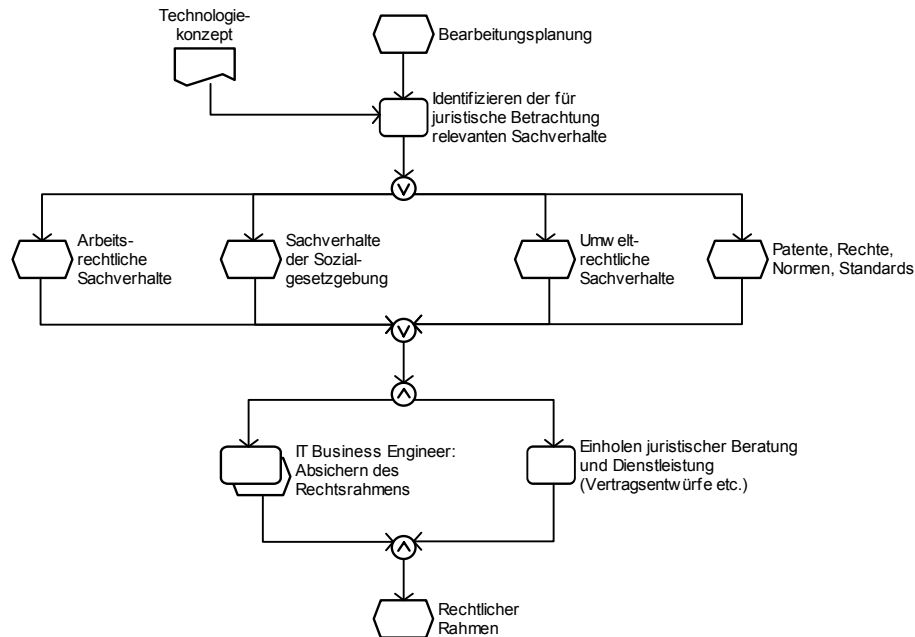 Technologie-
konzept
Bearbeitungsplanung
Identifizieren der für
juristische Betrachtung
relevanten Sachverhalte
V
Arbeits-
rechtliche
Sachverhalte
Sachverhalte
der Sozial-
gesetzgebung
Umwelt-
rechtliche
Sachverhalte
Patente, Rechte,
Normen, Standards
V
IT Business Engineer:
Absichern des
Rechtsrahmens
Einholen juristischer Beratung
und Dienstleistung
(Vertragsentwürfe etc.)
Rechtlicher
Rahmen